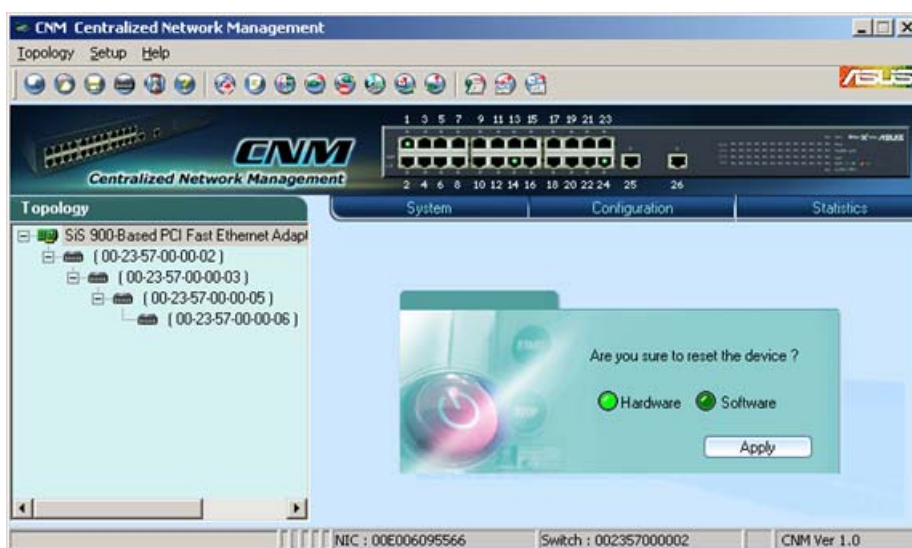 CNM Centralized Network Management
Topology Setup Help
ASUS
1 3 5 7 9 11 13 15 17 19 21 23
CNM
Centralized Network Management
2 4 6 8 10 12 14 16 18 20 22 24 25 26
Topology
System Configuration Statistics
SiS 900-Based PCI Fast Ethernet Adapt
( 00-23-57-00-00-02 )
( 00-23-57-00-00-03 )
( 00-23-57-00-00-05 )
( 00-23-57-00-00-06 )
Are you sure to reset the device ?
Hardware Software
Apply
NIC : 00E006095566 Switch : 002357000002 CNM Ver 1.0